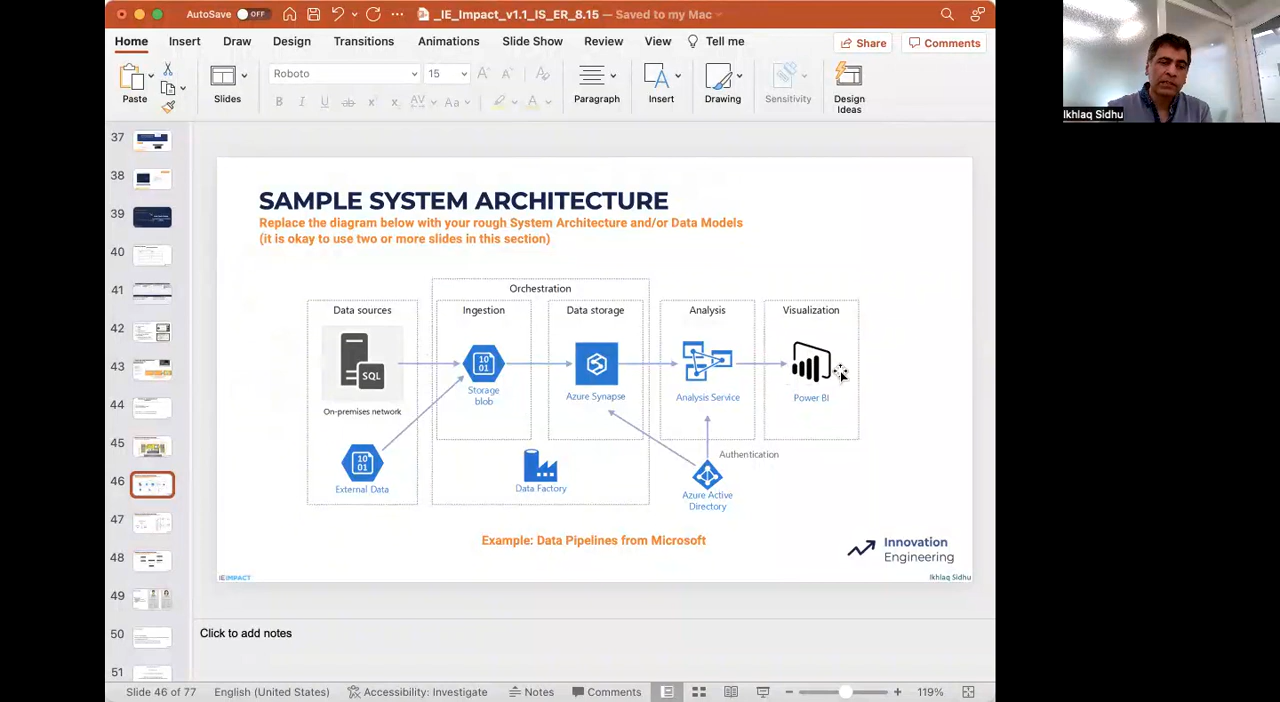 AutoSave OFF
_IE_Impact_v1.1_IS_ER_8.15 — Saved to my Mac
Home Insert Draw Design Transitions Animations Slide Show Review View Tell me
Share Comments
Paste
Slides
Roboto 15
Paragraph
Insert
Drawing
Sensitivity
Design
Ideas
37
38
39
40
41
42
43
44
45
46
47
48
49
50
51
SAMPLE SYSTEM ARCHITECTURE
Replace the diagram below with your rough System Architecture and/or Data Models
(it is okay to use two or more slides in this section)
Orchestration
Data sources
Ingestion
Data storage
Analysis
Visualization
SQL
On-premises network
10
01
Storage
blob
Azure Synapse
Analysis Service
Power BI
10
01
External Data
Data Factory
Authentication
Azure Active
Directory
Example: Data Pipelines from Microsoft
Innovation
Engineering
IEIMPACT
Ikhlaq Sidhu
Click to add notes
Slide 46 of 77 English (United States) Accessibility: Investigate Notes Comments 119%
Ikhlaq Sidhu